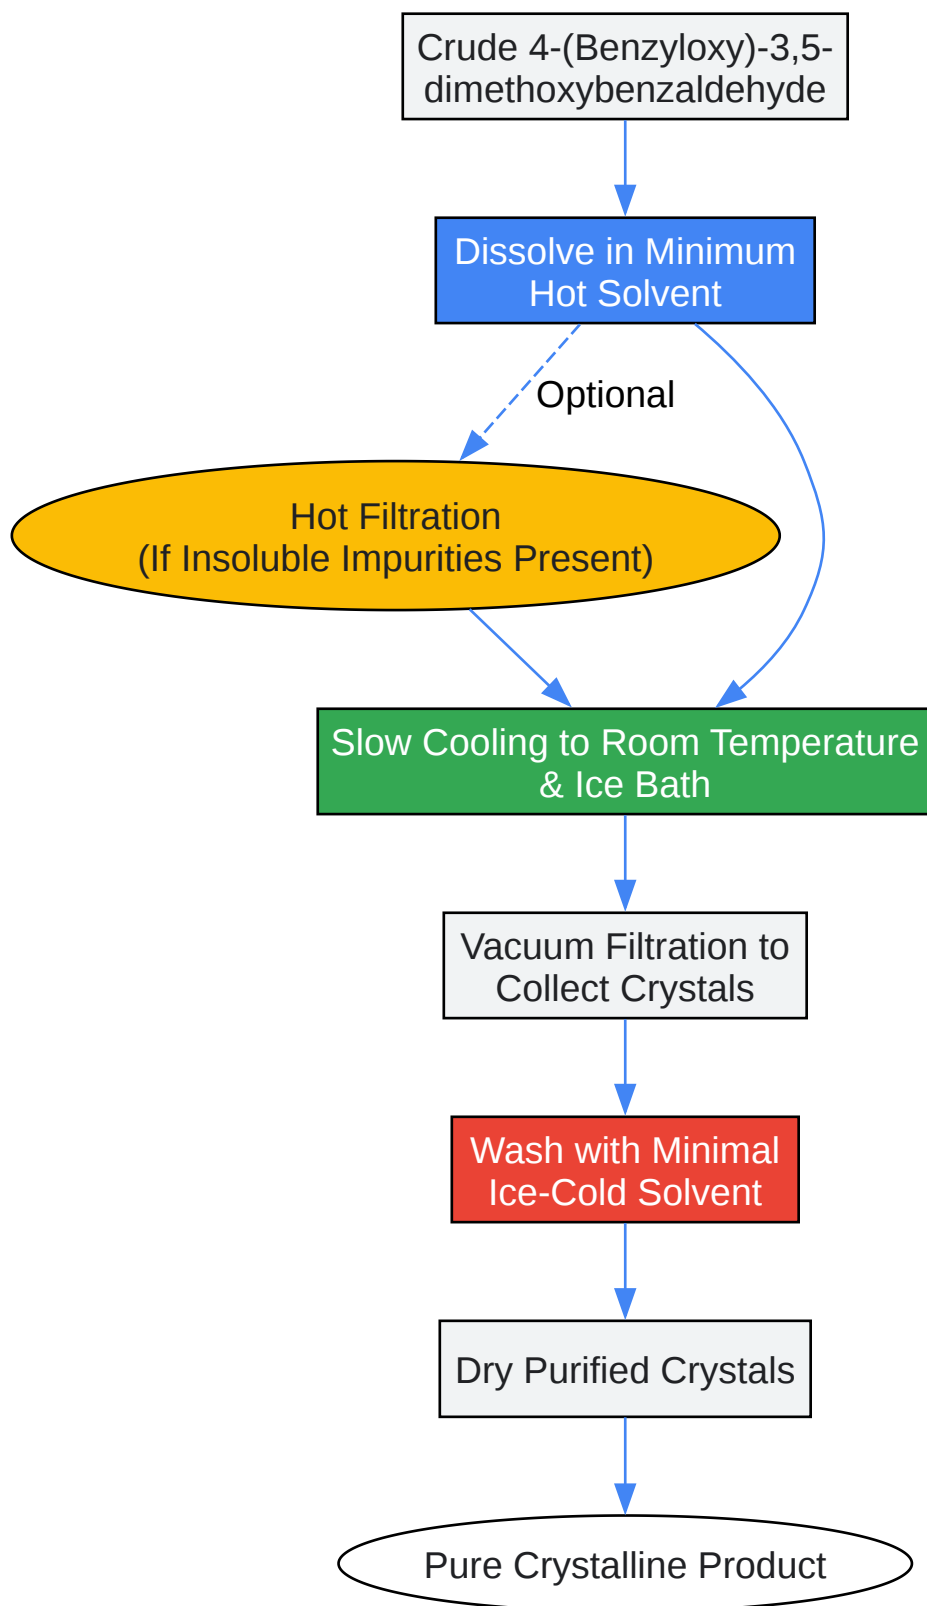 Crude 4-(Benzyloxy)-3,5-
dimethoxybenzaldehyde
Dissolve in Minimum
Hot Solvent
Optional
Hot Filtration
(If Insoluble Impurities Present)
Slow Cooling to Room Temperature
& Ice Bath
Vacuum Filtration to
Collect Crystals
Wash with Minimal
Ice-Cold Solvent
Dry Purified Crystals
Pure Crystalline Product